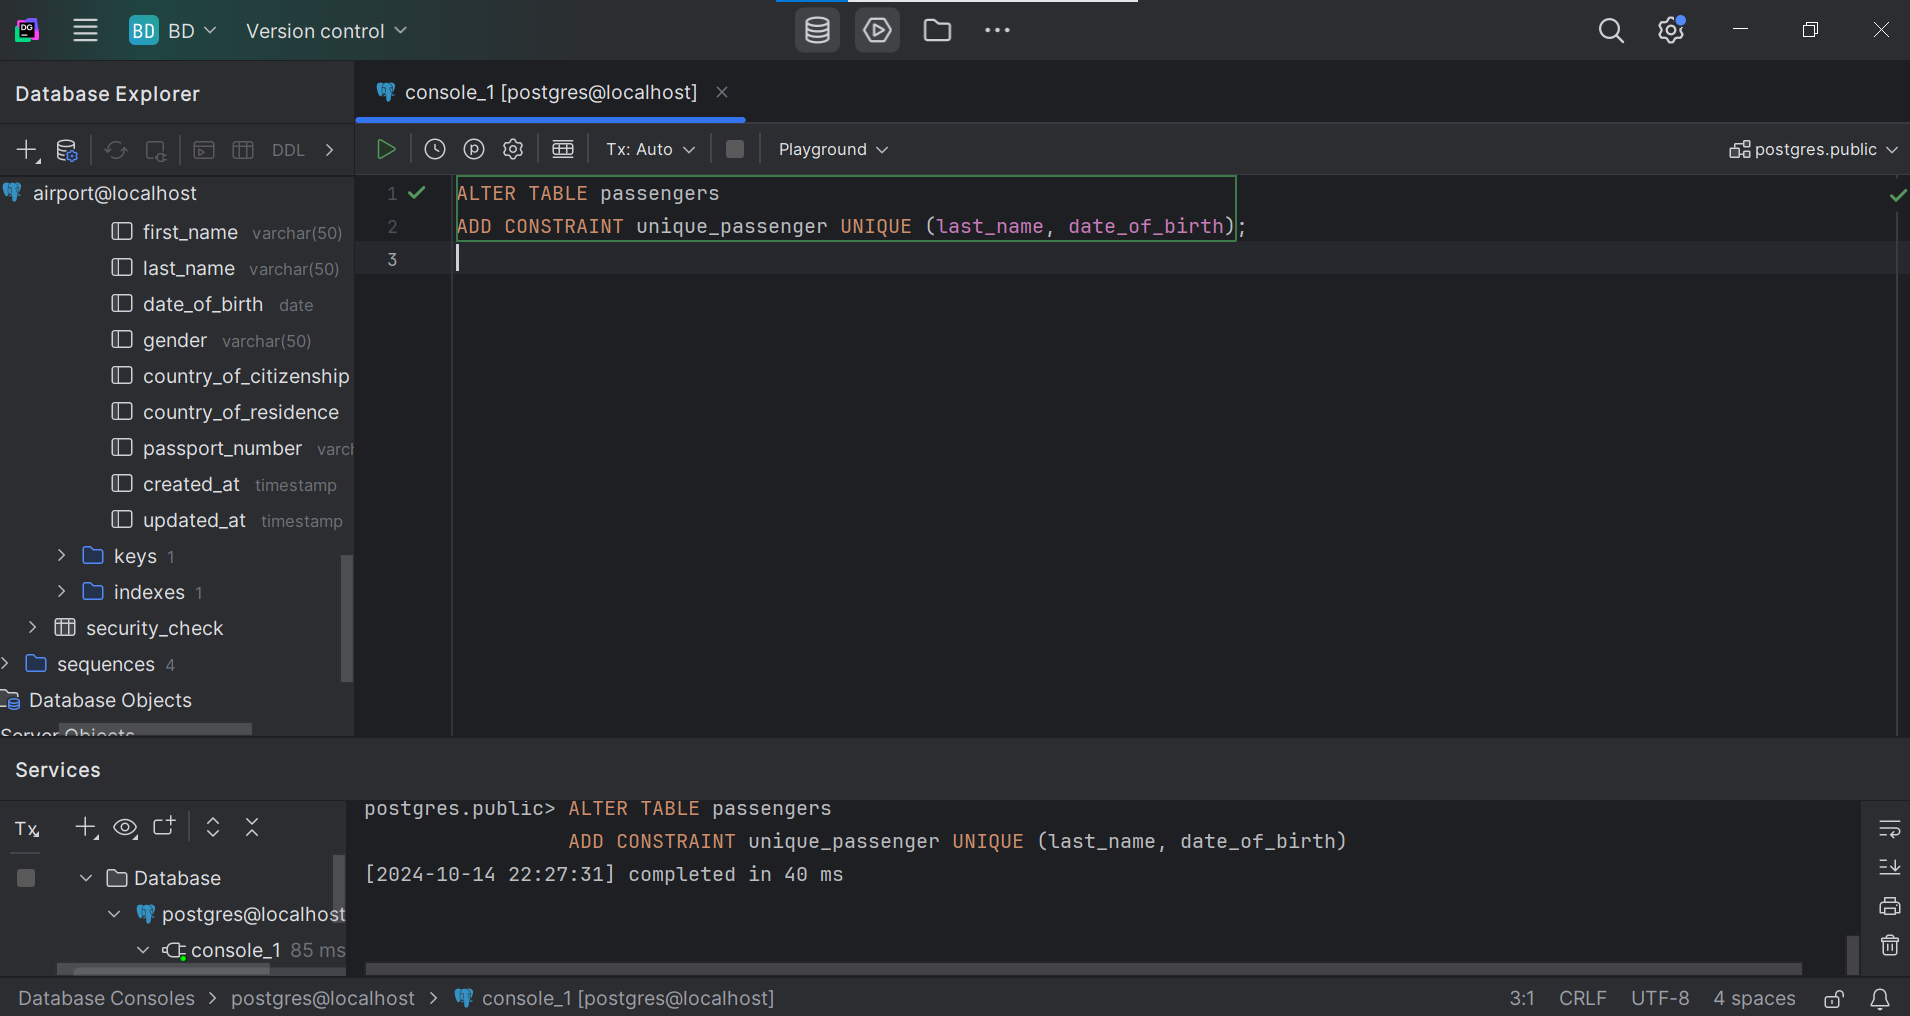 DG BD BD Version control
Database Explorer
console_1 [postgres@localhost]
DDL
Tx: Auto Playground postgres.public
airport@localhost
first_name varchar(50)
last_name varchar(50)
date_of_birth date
gender varchar(50)
country_of_citizenship
country_of_residence
passport_number varch
created_at timestamp
updated_at timestamp
keys 1
indexes 1
security_check
sequences 4
Database Objects
Server Objects
1 ALTER TABLE passengers
2 ADD CONSTRAINT unique_passenger UNIQUE (last_name, date_of_birth);
3
Services
Tx
Database
postgres@localhost
console_1 85 ms
postgres.public> ALTER TABLE passengers
ADD CONSTRAINT unique_passenger UNIQUE (last_name, date_of_birth)
[2024-10-14 22:27:31] completed in 40 ms
Database Consoles > postgres@localhost > console_1 [postgres@localhost]
3:1 CRLF UTF-8 4 spaces